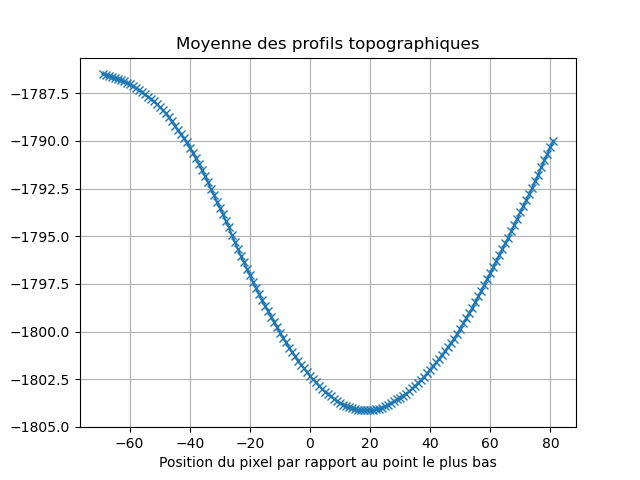 Moyenne des profils topographiques
−1787.5
−1790.0
−1792.5
−1795.0
−1797.5
−1800.0
−1802.5
−1805.0
−60 −40 −20 0 20 40 60 80
Position du pixel par rapport au point le plus bas